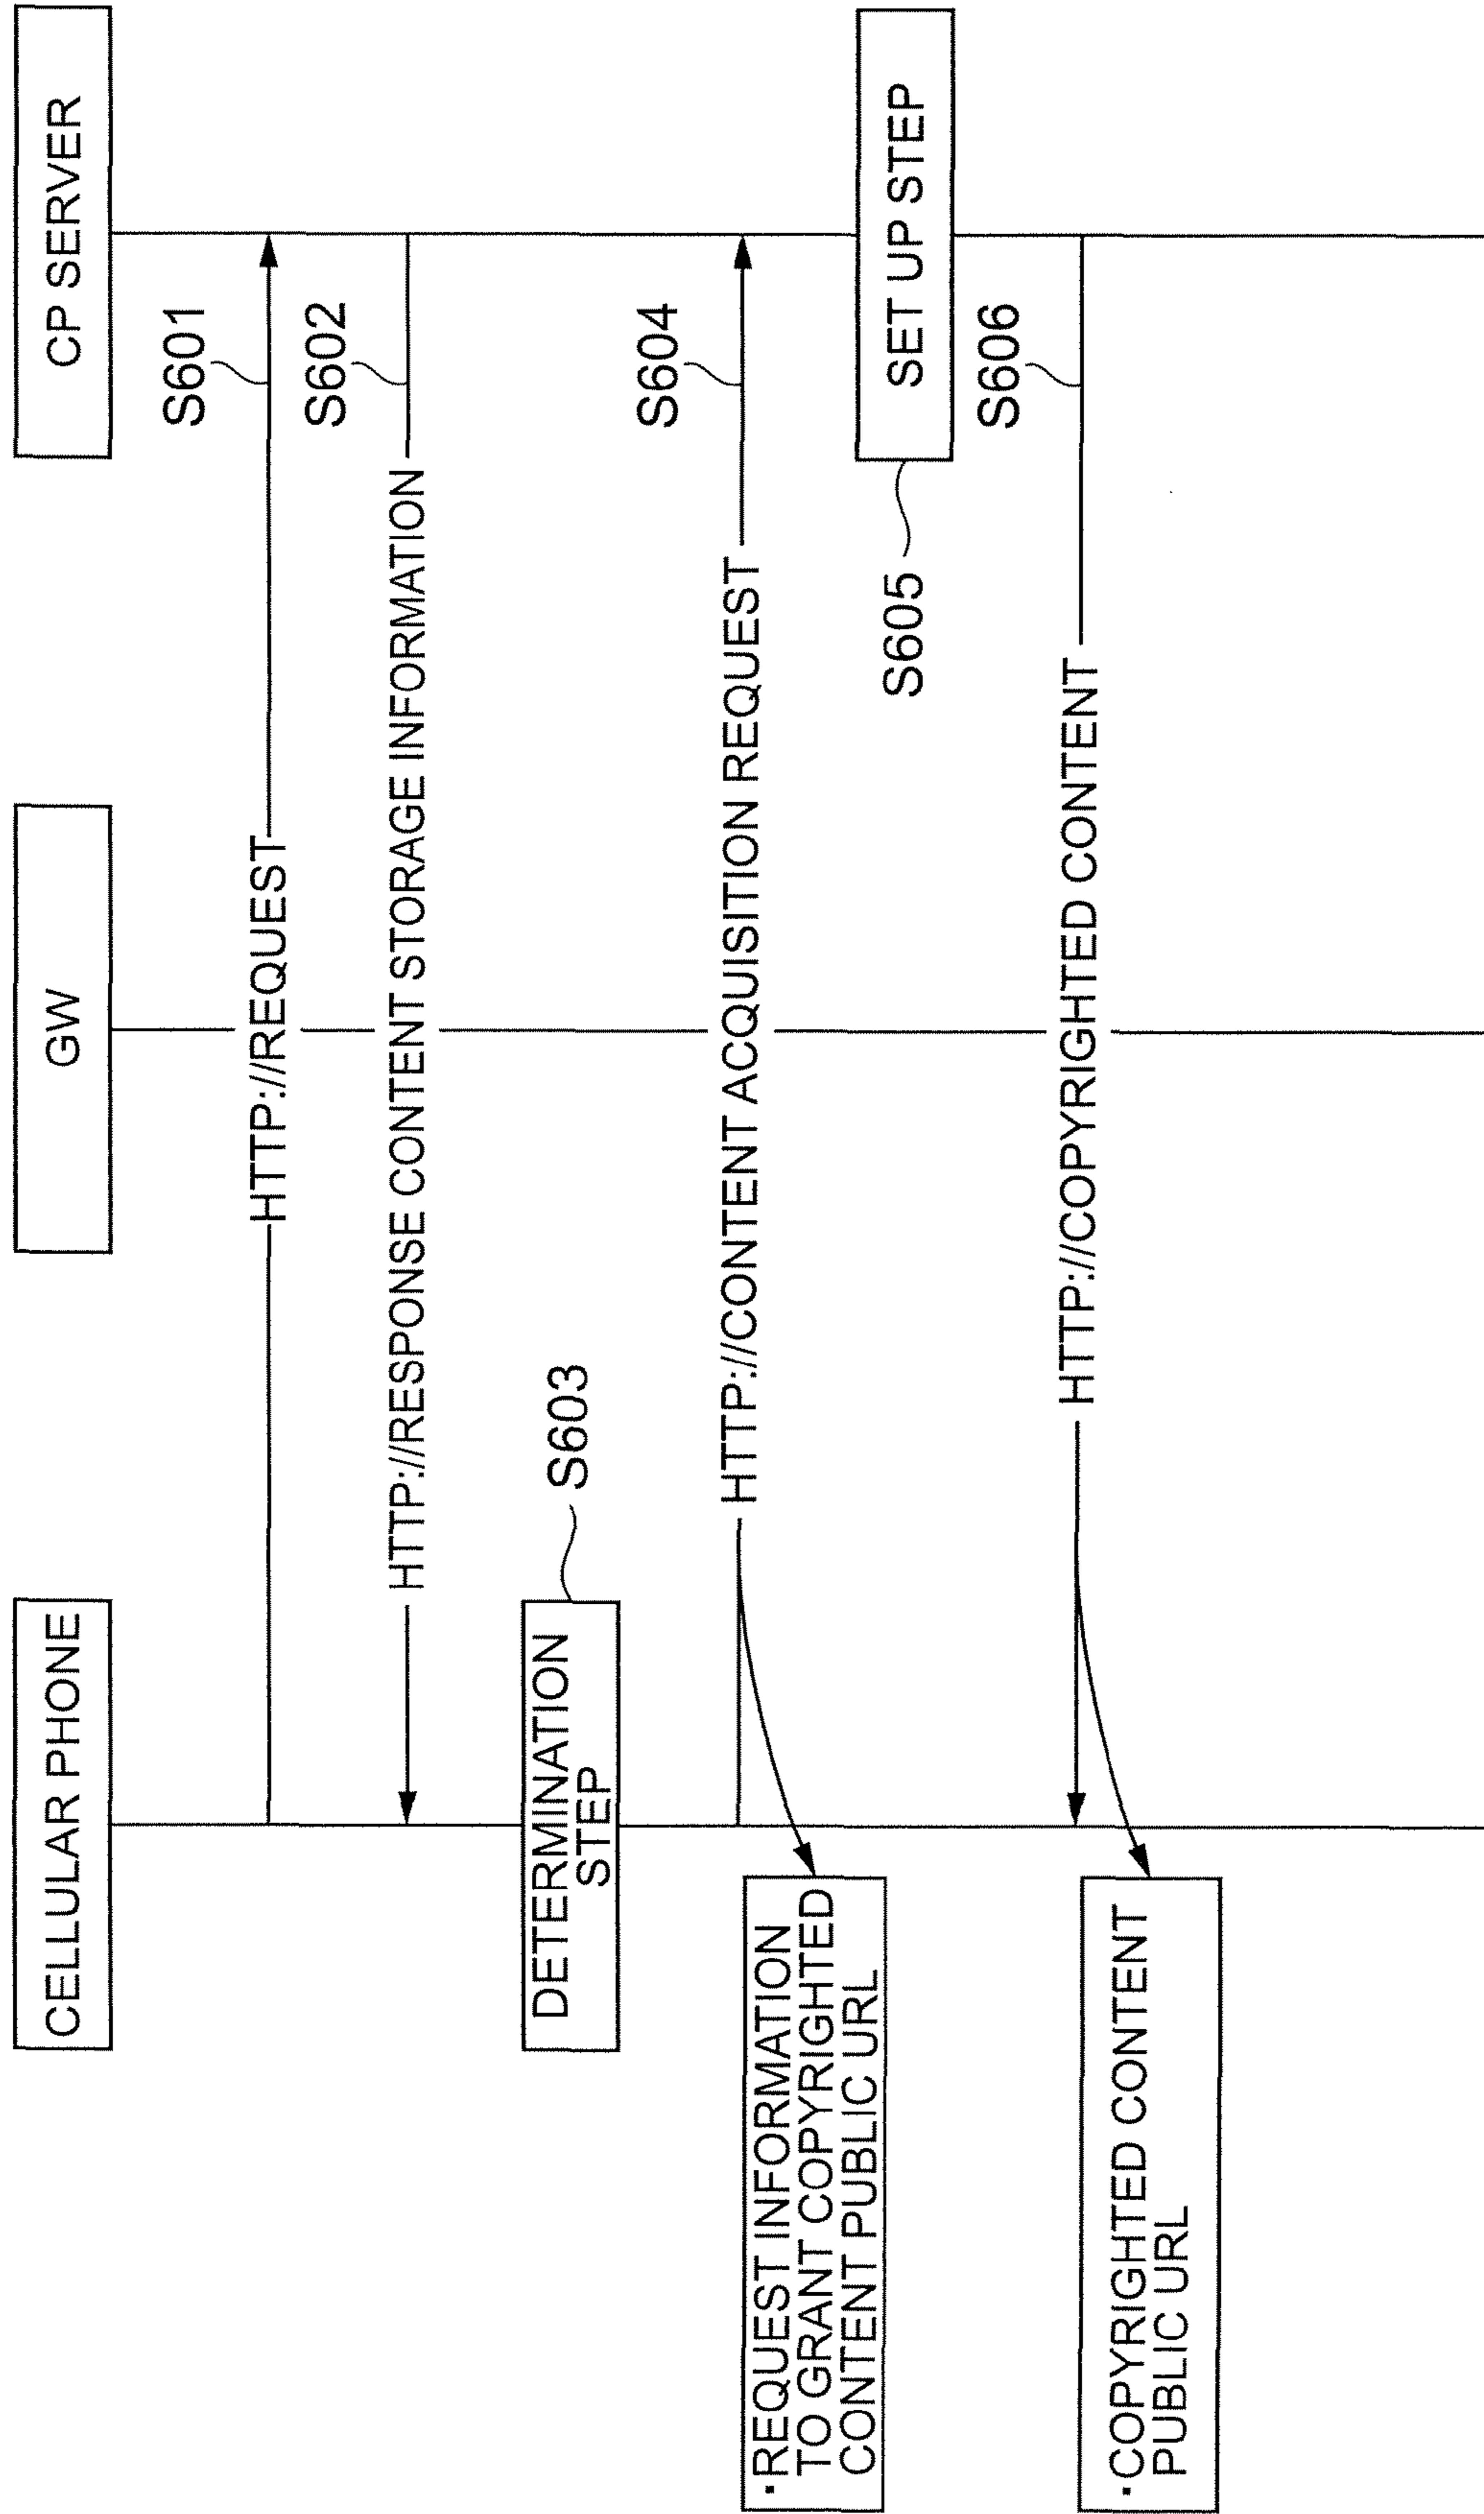 CELLULAR PHONE
GW
CP SERVER
HTTP://REQUEST
S601
HTTP://RESPONSE CONTENT STORAGE INFORMATION
S602
DETERMINATION
STEP
S603
HTTP://CONTENT ACQUISITION REQUEST
S604
·REQUEST INFORMATION
TO GRANT COPYRIGHTED
CONTENT PUBLIC URL
SET UP STEP
S605
HTTP://COPYRIGHTED CONTENT
S606
·COPYRIGHTED CONTENT
PUBLIC URL